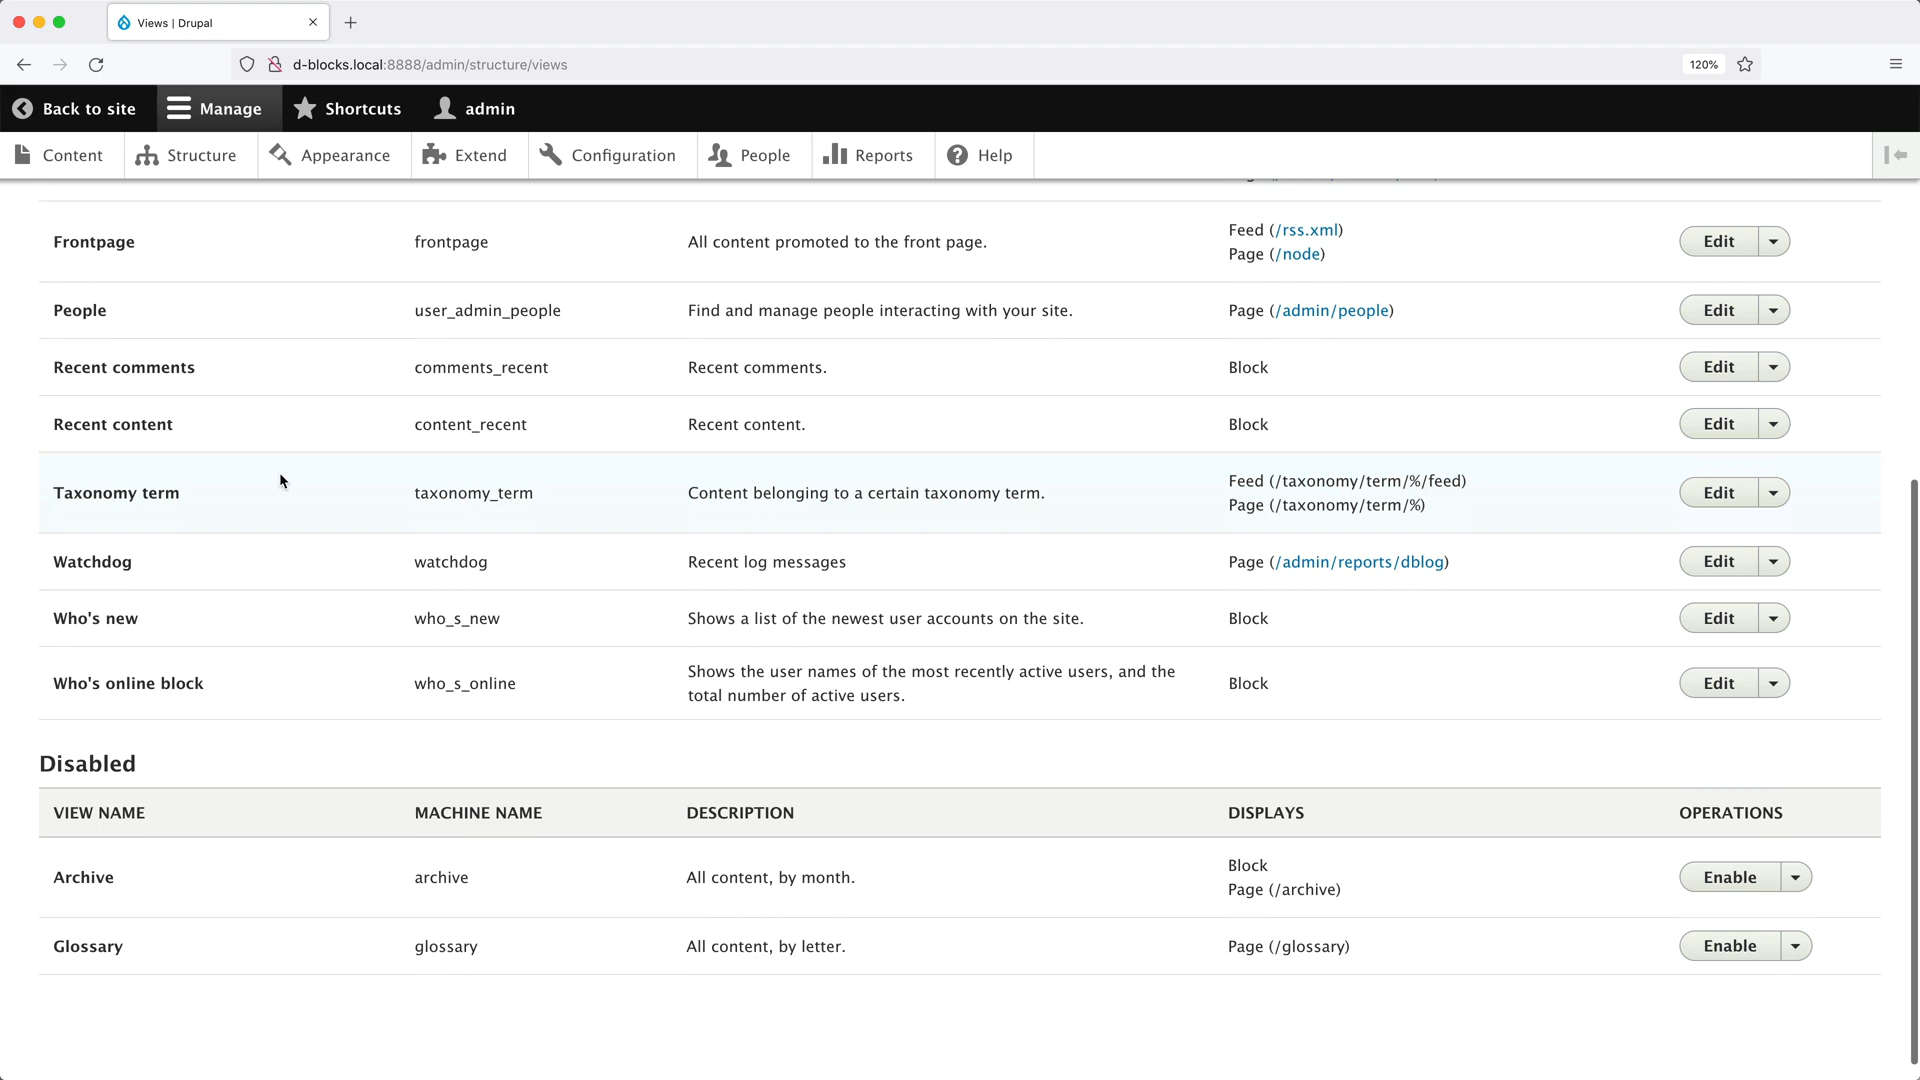 Views | Drupal
d-blocks.local:8888/admin/structure/views
120%
Back to site
Manage
Shortcuts
admin
Content
Structure
Appearance
Extend
Configuration
People
Reports
Help
Frontpage
frontpage
All content promoted to the front page.
Feed (/rss.xml)
Page (/node)
Edit
People
user_admin_people
Find and manage people interacting with your site.
Page (/admin/people)
Edit
Recent comments
comments_recent
Recent comments.
Block
Edit
Recent content
content_recent
Recent content.
Block
Edit
Taxonomy term
taxonomy_term
Content belonging to a certain taxonomy term.
Feed (/taxonomy/term/%/feed)
Page (/taxonomy/term/%)
Edit
Watchdog
watchdog
Recent log messages
Page (/admin/reports/dblog)
Edit
Who's new
who_s_new
Shows a list of the newest user accounts on the site.
Block
Edit
Who's online block
who_s_online
Shows the user names of the most recently active users, and the
total number of active users.
Block
Edit
Disabled
VIEW NAME
MACHINE NAME
DESCRIPTION
DISPLAYS
OPERATIONS
Archive
archive
All content, by month.
Block
Page (/archive)
Enable
Glossary
glossary
All content, by letter.
Page (/glossary)
Enable